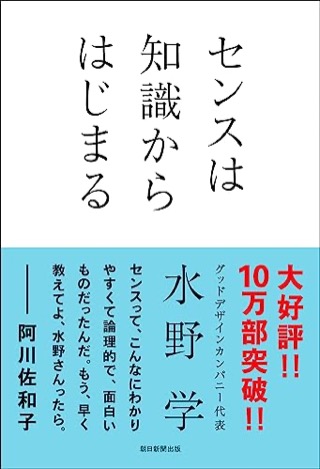 センスは
知識から
はじまる
大好評!!
10万部突破!!
グッドデザインカンパニー代表
水野 学
センスって、こんなにわかり
やすくて論理的で、面白い
ものだったんだ。もう、早く
教えてよ、水野さんったら。
——阿川佐和子
朝日新聞出版